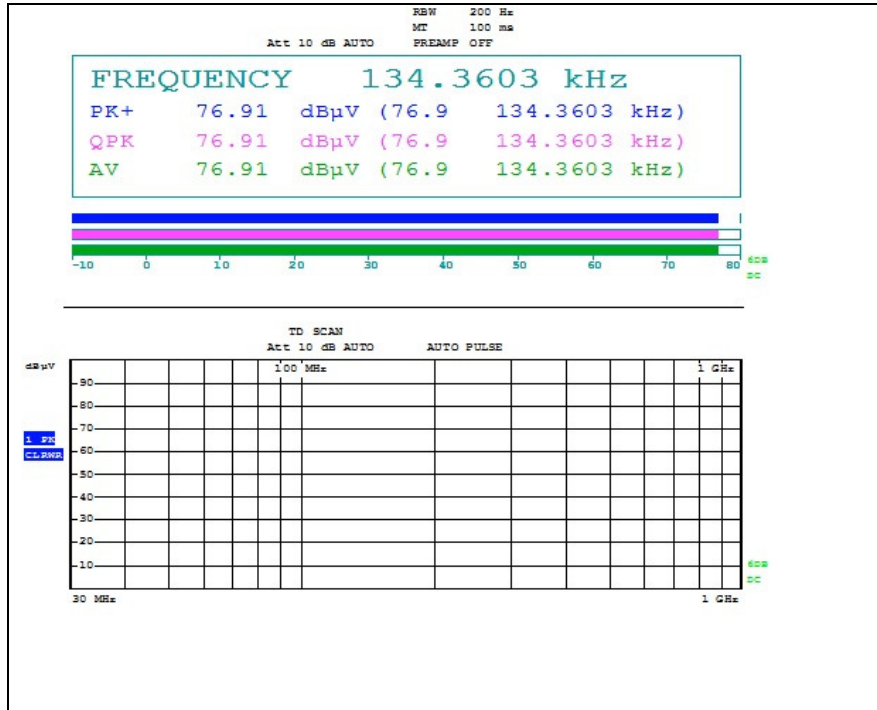 RBW 200 Hz
MT 100 ms
Att 10 dB AUTO PREAMP OFF
FREQUENCY 134.3603 kHz
PK+ 76.91 dBµV (76.9 134.3603 kHz)
QPK 76.91 dBµV (76.9 134.3603 kHz)
AV 76.91 dBµV (76.9 134.3603 kHz)
-10 0 10 20 30 40 50 60 70 80 6DB
DC
TD SCAN
Att 10 dB AUTO AUTO PULSE
dBµV 100 MHz 1 GHz
90
80
70
1 PK
60
CLRWR
50
40
30
20
10 6DB
DC
30 MHz 1 GHz